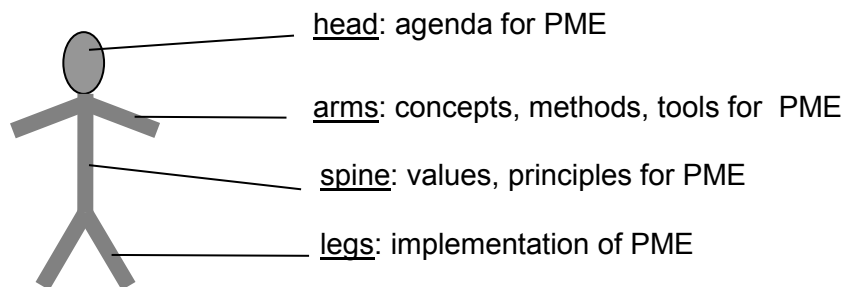 head: agenda for PME
arms: concepts, methods, tools for PME
spine: values, principles for PME
legs: implementation of PME